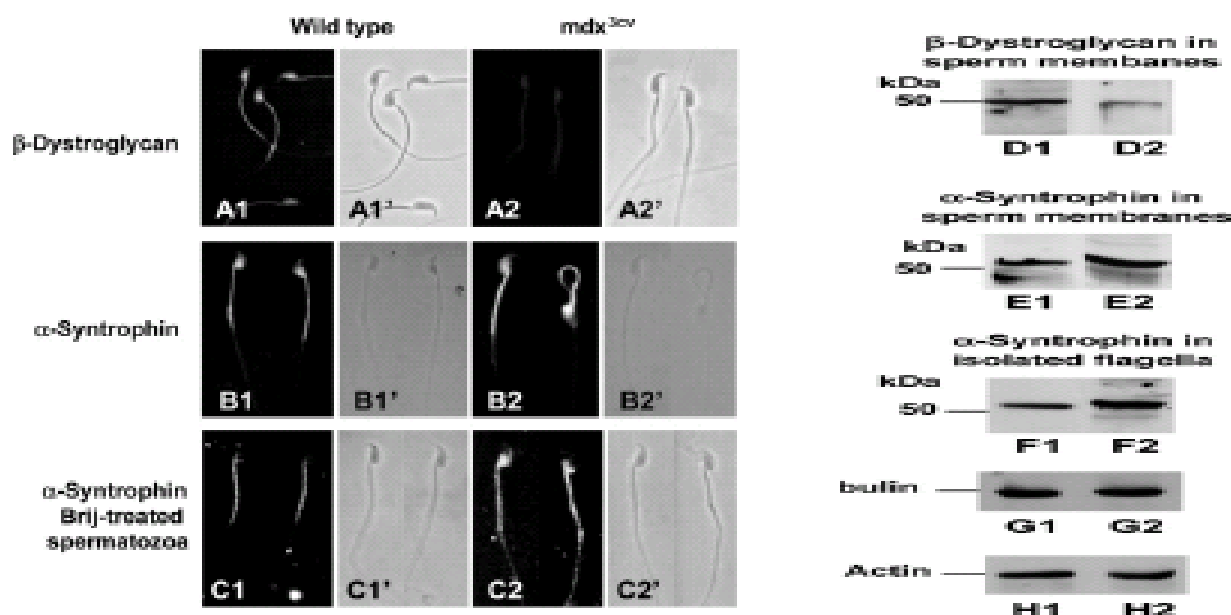 Wild type
mdx3cv
β-Dystroglycan
A1
A1'
A2
A2'
α-Syntrophin
B1
B1'
B2
B2'
α-Syntrophin
Brij-treated
spermatozoa
C1
C1'
C2
C2'
β-Dystroglycan in
sperm membanes
kDa
50
D1
D2
α-Syntrophin in
sperm membranes
kDa
50
E1
E2
α-Syntrophin in
isolated flagella
kDa
50
F1
F2
bulin
G1
G2
Actin
H1
H2